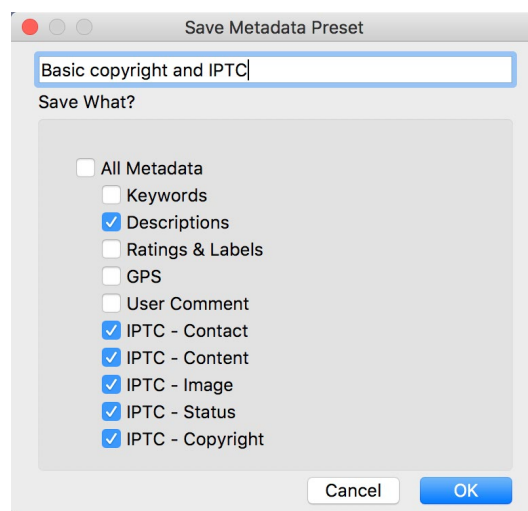 Save Metadata Preset
Basic copyright and IPTC
Save What?
All Metadata
Keywords
Descriptions
Ratings & Labels
GPS
User Comment
IPTC - Contact
IPTC - Content
IPTC - Image
IPTC - Status
IPTC - Copyright
Cancel OK